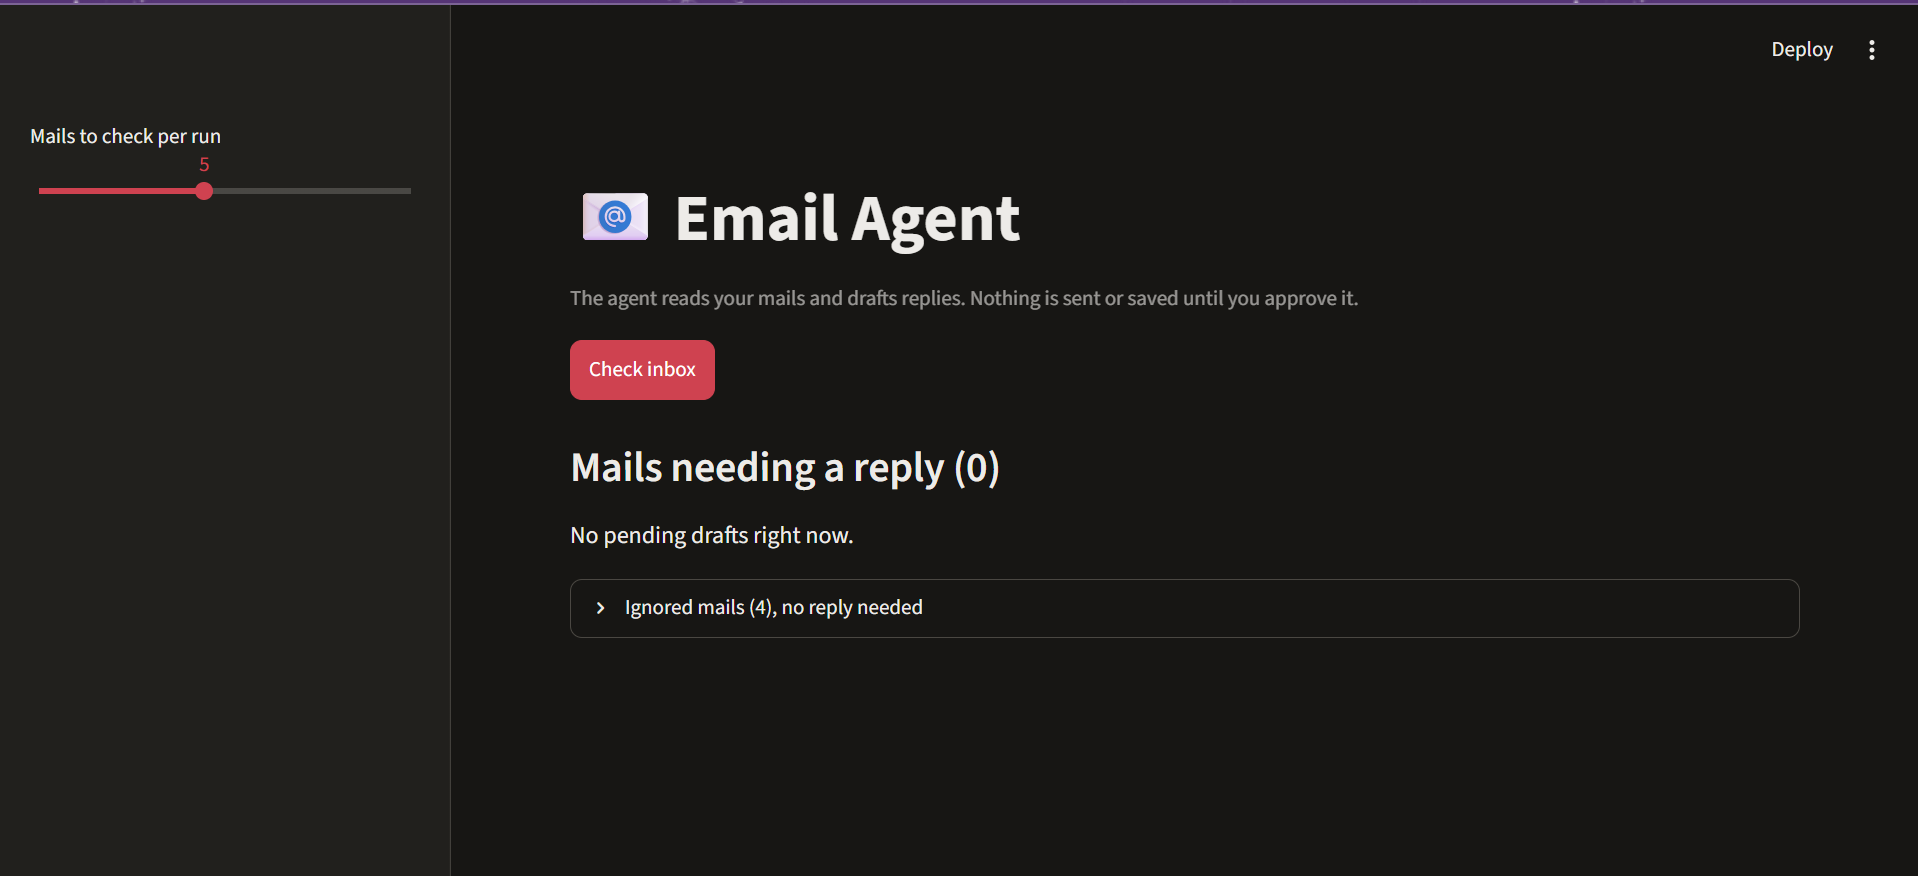 Deploy
Mails to check per run
5
Email Agent
The agent reads your mails and drafts replies. Nothing is sent or saved until you approve it.
Check inbox
Mails needing a reply (0)
No pending drafts right now.
Ignored mails (4), no reply needed